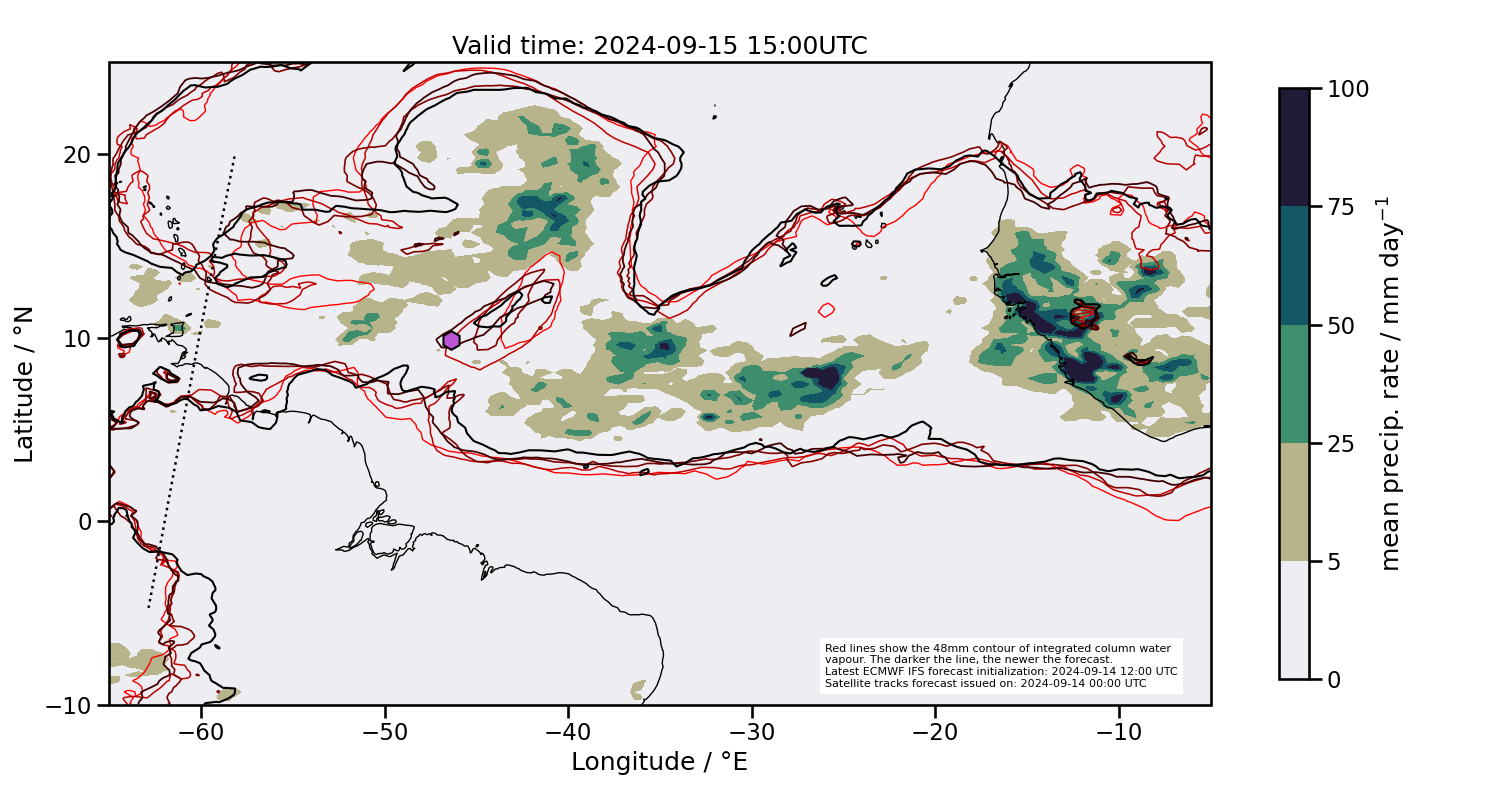 Valid time: 2024-09-15 15:00UTC
20
10
0
−10
Latitude / °N
−60
−50
−40
−30
−20
−10
Longitude / °E
Red lines show the 48mm contour of integrated column water
vapour. The darker the line, the newer the forecast.
Latest ECMWF IFS forecast initialization: 2024-09-14 12:00 UTC
Satellite tracks forecast issued on: 2024-09-14 00:00 UTC
100
75
50
25
5
0
mean precip. rate / mm day⁻¹